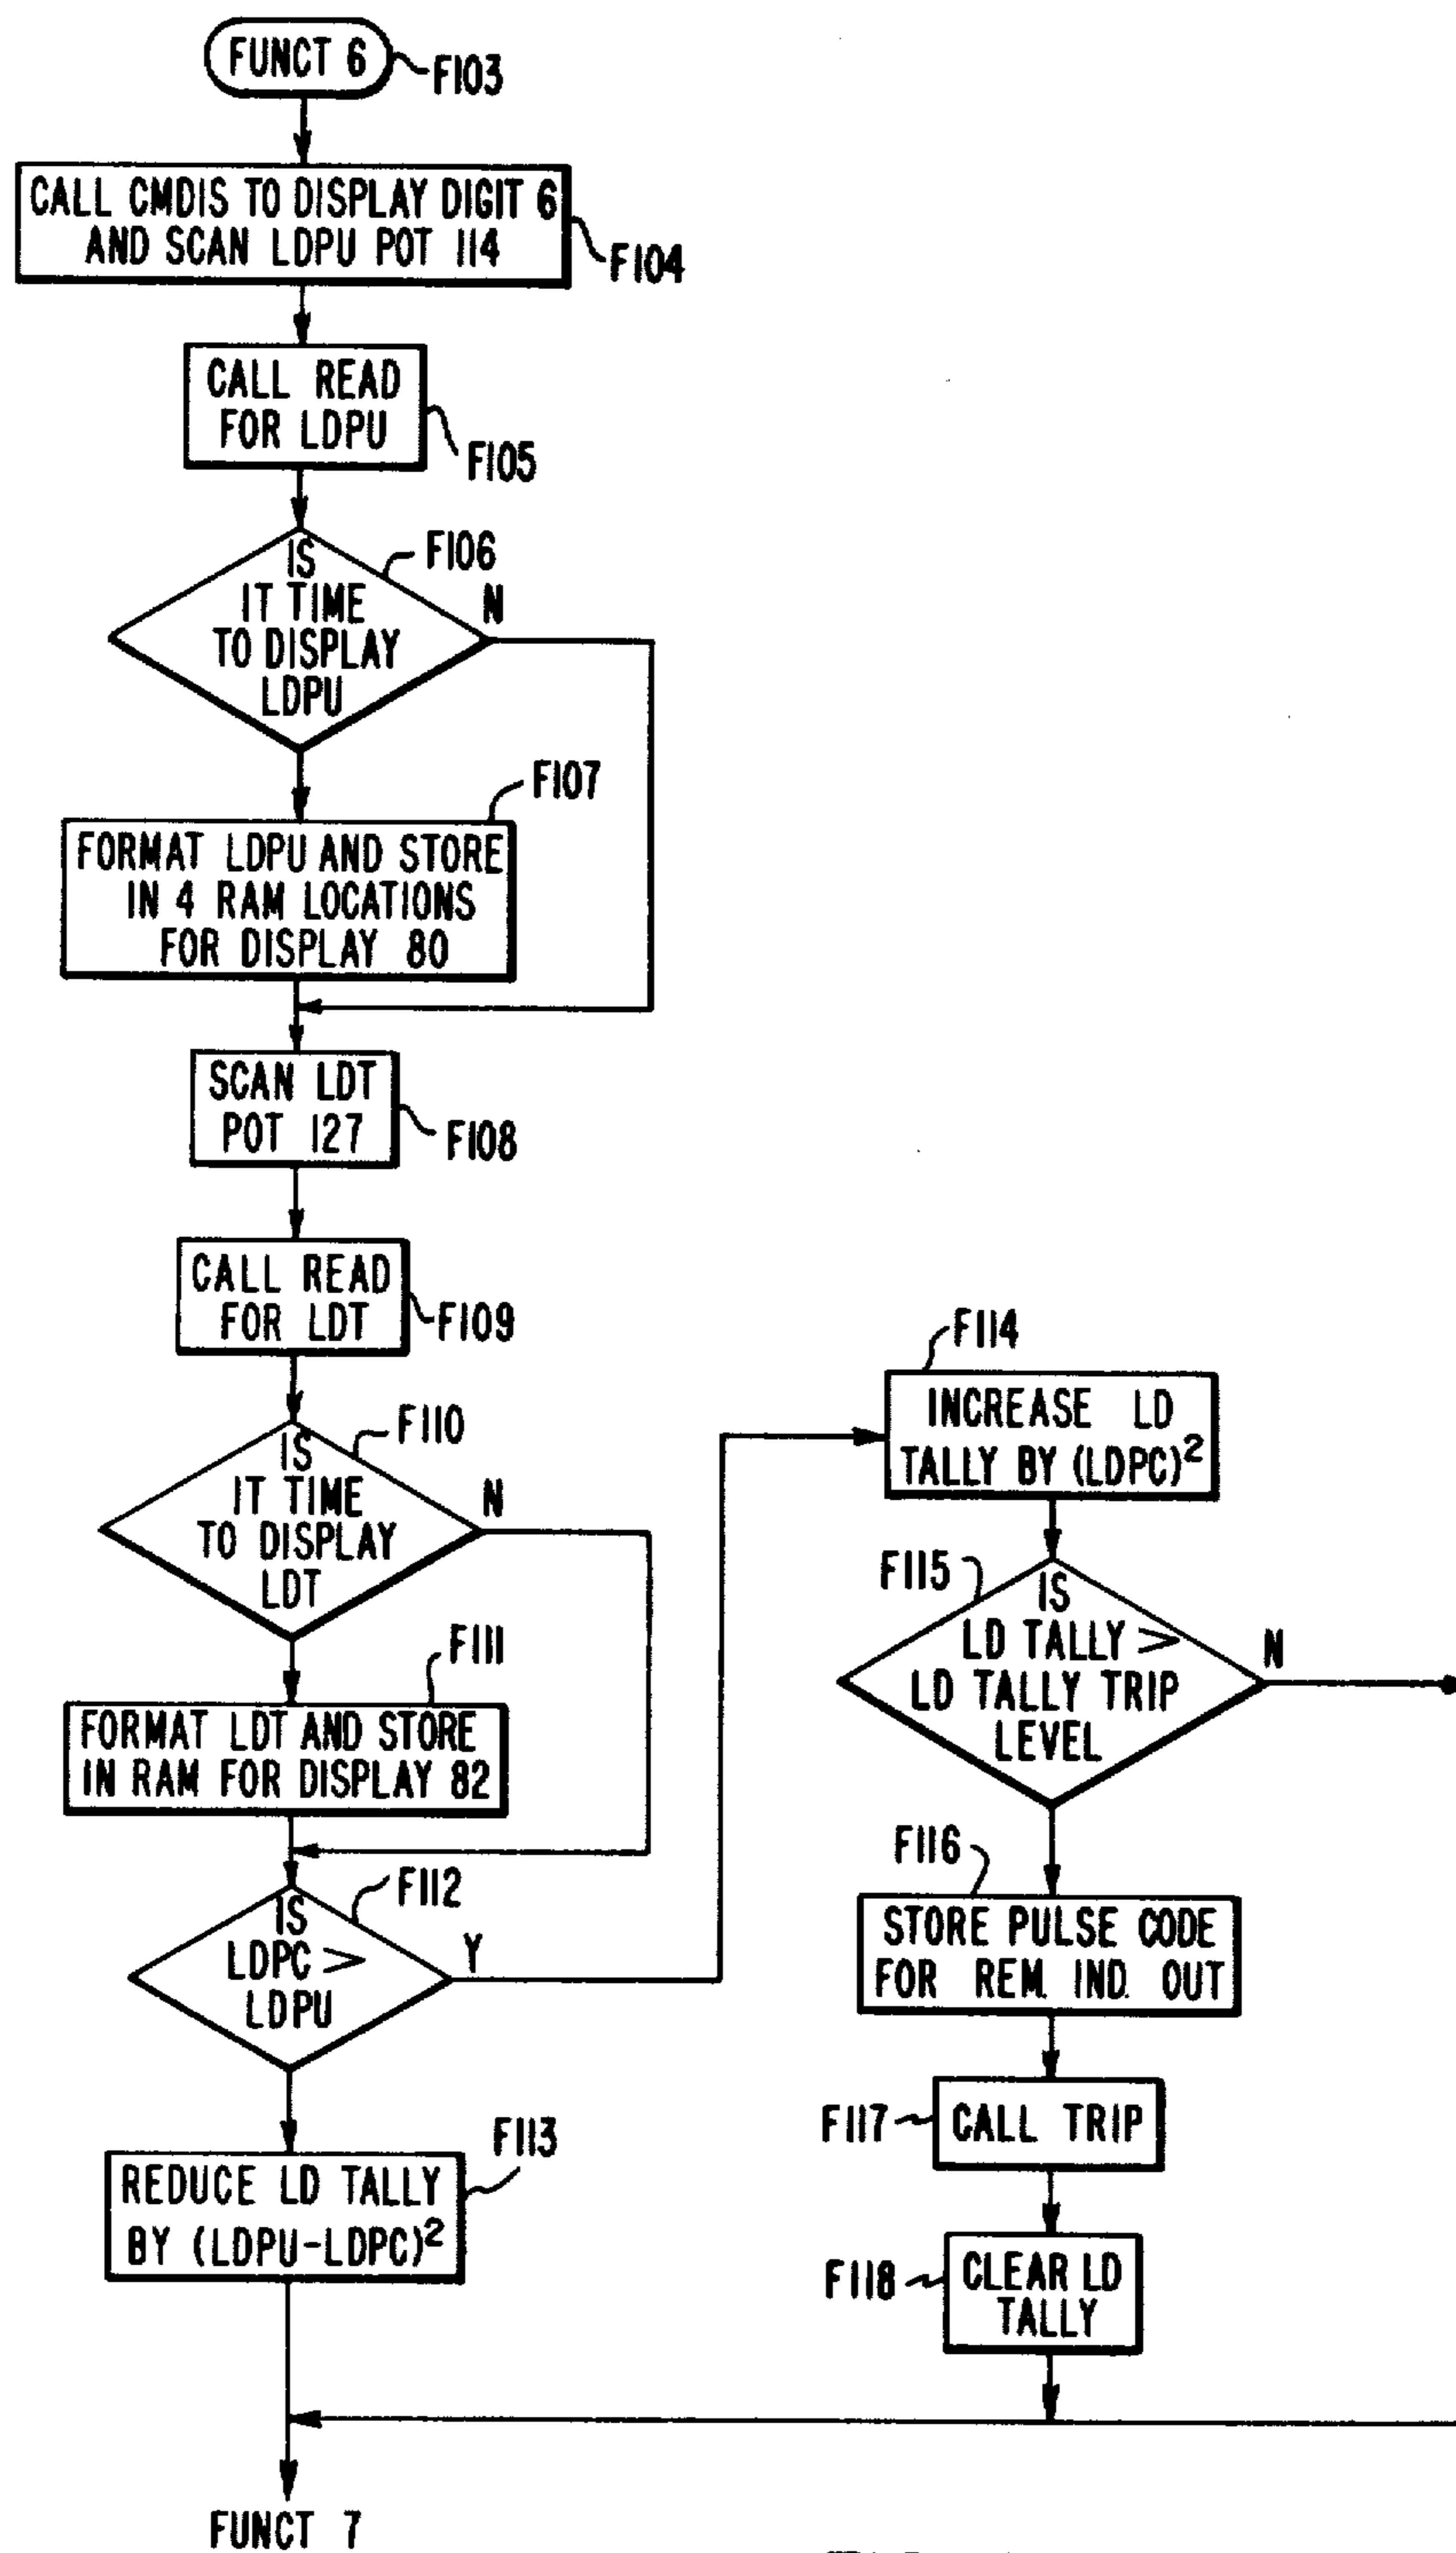 FUNCT 6
F103
CALL CMDIS TO DISPLAY DIGIT 6
AND SCAN LDPU POT 114
F104
CALL READ
FOR LDPU
F105
IS
IT TIME
TO DISPLAY
LDPU
F106
N
F107
FORMAT LDPU AND STORE
IN 4 RAM LOCATIONS
FOR DISPLAY 80
SCAN LDT
POT 127
F108
CALL READ
FOR LDT
F109
IS
IT TIME
TO DISPLAY
LDT
F110
N
F111
FORMAT LDT AND STORE
IN RAM FOR DISPLAY 82
F112
IS
LDPC >
LDPU
Y
F113
REDUCE LD TALLY
BY (LDPU-LDPC)²
F114
INCREASE LD
TALLY BY (LDPC)²
F115
IS
LD TALLY >
LD TALLY TRIP
LEVEL
N
F116
STORE PULSE CODE
FOR REM. IND. OUT
F117
CALL TRIP
F118
CLEAR LD
TALLY
FUNCT 7